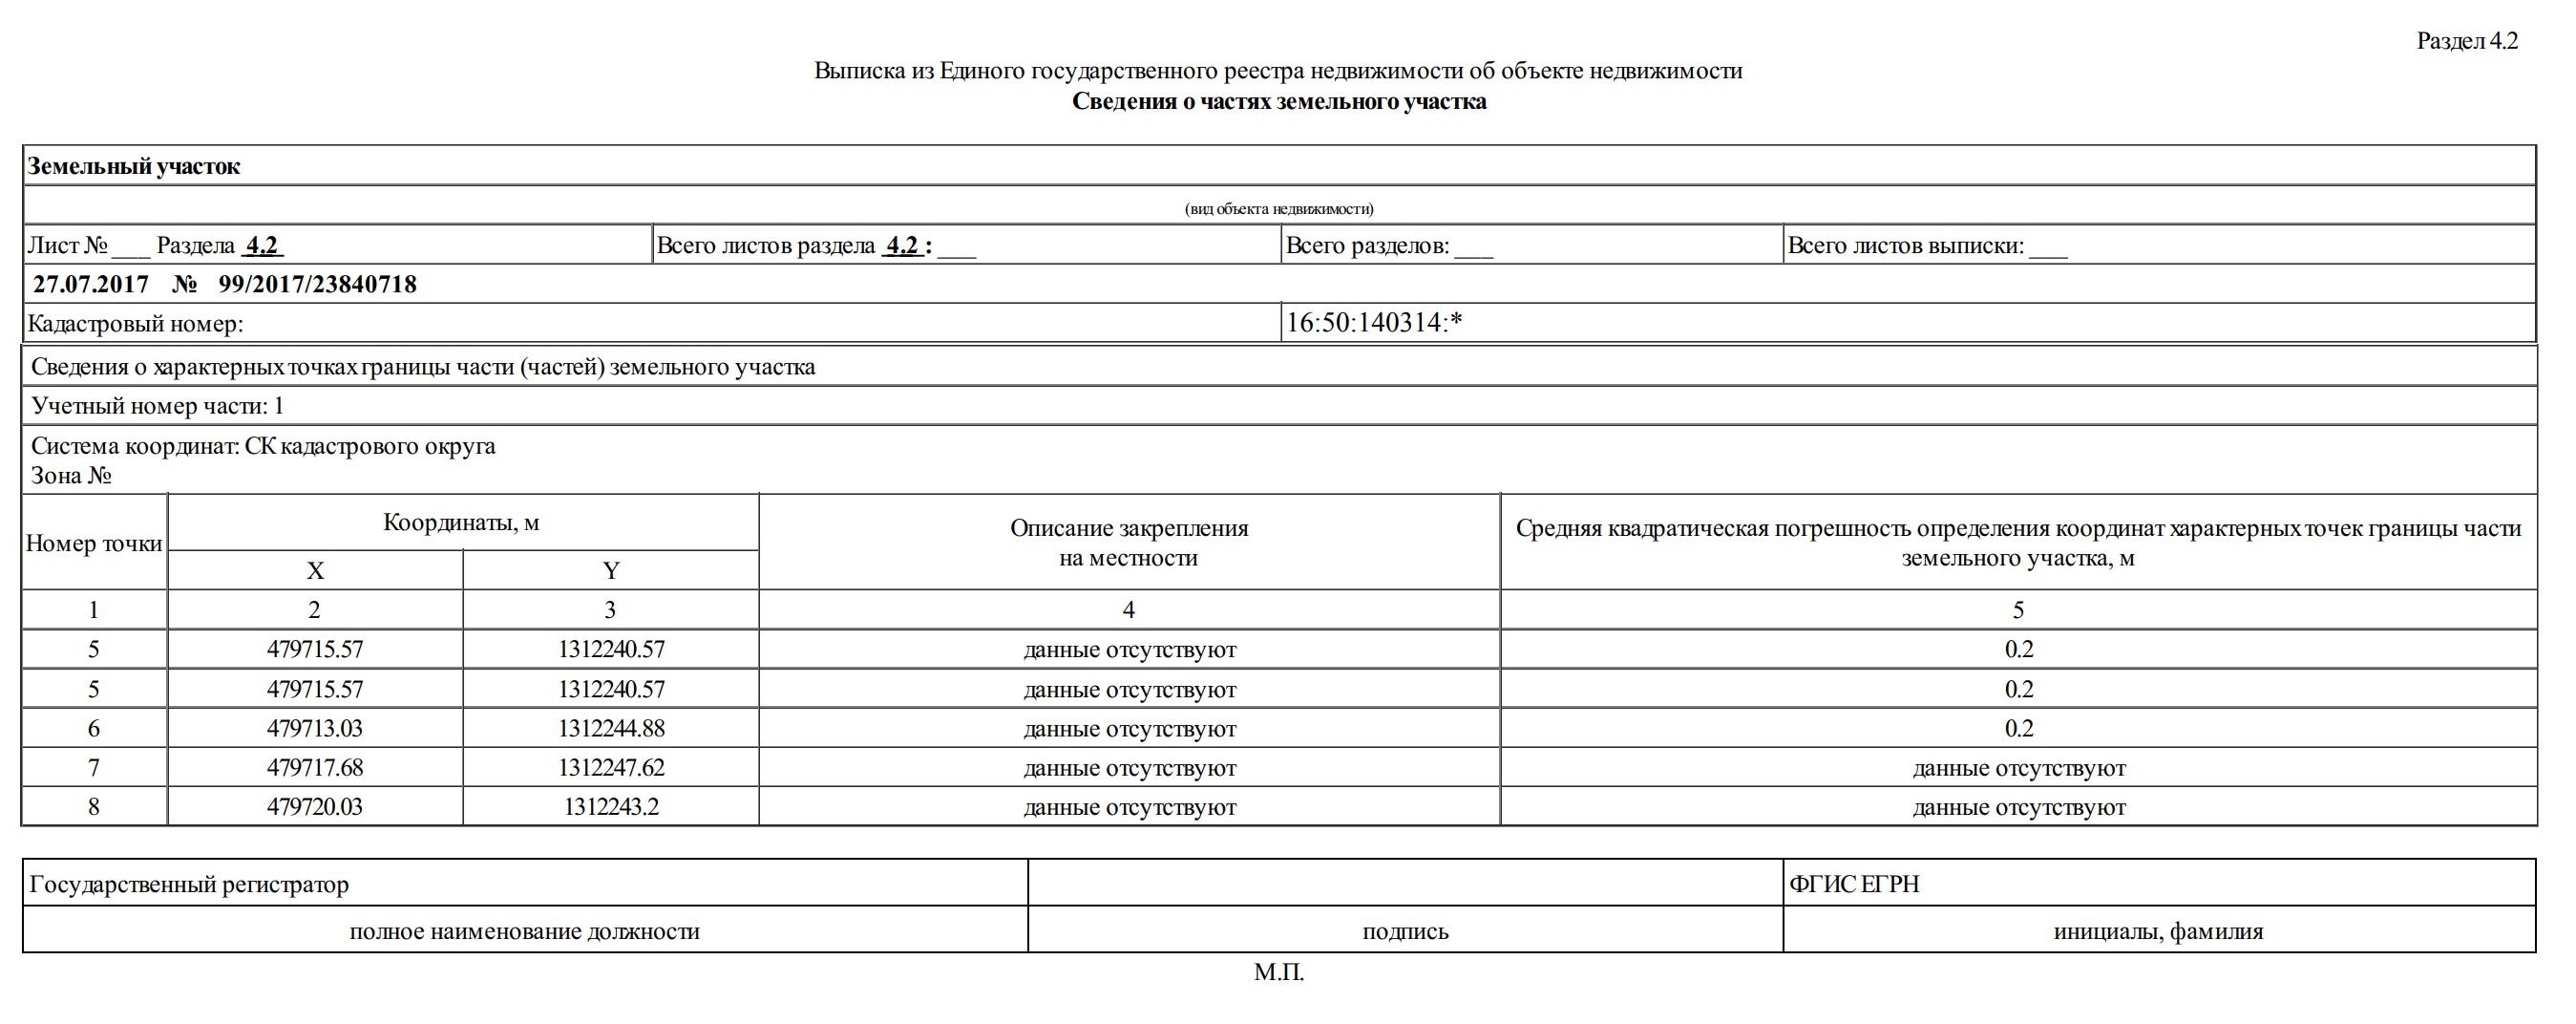 Раздел 4.2
Выписка из Единого государственного реестра недвижимости об объекте недвижимости
Сведения о частях земельного участка
Земельный участок
(вид объекта недвижимости)
Лист № ___ Раздела 4.2 Всего листов раздела 4.2 : ___ Всего разделов: ___ Всего листов выписки: ___
27.07.2017 № 99/2017/23840718
Кадастровый номер: 16:50:140314:*
Сведения о характерных точках границы части (частей) земельного участка
Учетный номер части: 1
Система координат: СК кадастрового округа
Зона №
Номер точки Координаты, м Описание закрепления на местности Средняя квадратическая погрешность определения координат характерных точек границы части земельного участка, м
X Y
1 2 3 4 5
5 479715.57 1312240.57 данные отсутствуют 0.2
5 479715.57 1312240.57 данные отсутствуют 0.2
6 479713.03 1312244.88 данные отсутствуют 0.2
7 479717.68 1312247.62 данные отсутствуют данные отсутствуют
8 479720.03 1312243.2 данные отсутствуют данные отсутствуют
Государственный регистратор ФГИС ЕГРН
полное наименование должности подпись инициалы, фамилия
М.П.